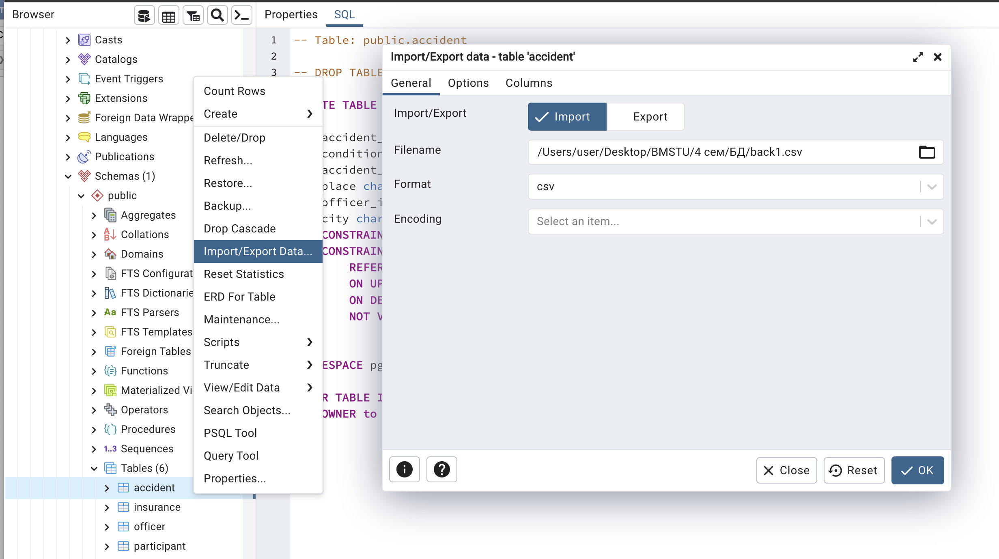 Browser
Properties
SQL
Casts
Catalogs
Event Triggers
Extensions
Foreign Data Wrappe
Languages
Publications
Schemas (1)
public
Aggregates
Collations
Domains
FTS Configurat
FTS Dictionarie
Aa FTS Parsers
FTS Templates
Foreign Tables
Functions
Materialized Vi
Operators
Procedures
1..3 Sequences
Tables (6)
accident
insurance
officer
participant
Count Rows
Create
Delete/Drop
Refresh...
Restore...
Backup...
Drop Cascade
Import/Export Data...
Reset Statistics
ERD For Table
Maintenance...
Scripts
Truncate
View/Edit Data
Search Objects...
PSQL Tool
Query Tool
Properties...
1 -- Table: public.accident
2
3 -- DROP TABLE
TE TABLE
accident_
condition
accident_
place cha
officer_i
city char
CONSTRAIN
CONSTRAIN
REFER
ON UP
ON DE
NOT V
ESPACE pg
R TABLE I
OWNER to
Import/Export data - table 'accident'
General
Options
Columns
Import/Export
Import
Export
Filename
/Users/user/Desktop/BMSTU/4 сем/БД/back1.csv
Format
csv
Encoding
Select an item...
Close
Reset
OK